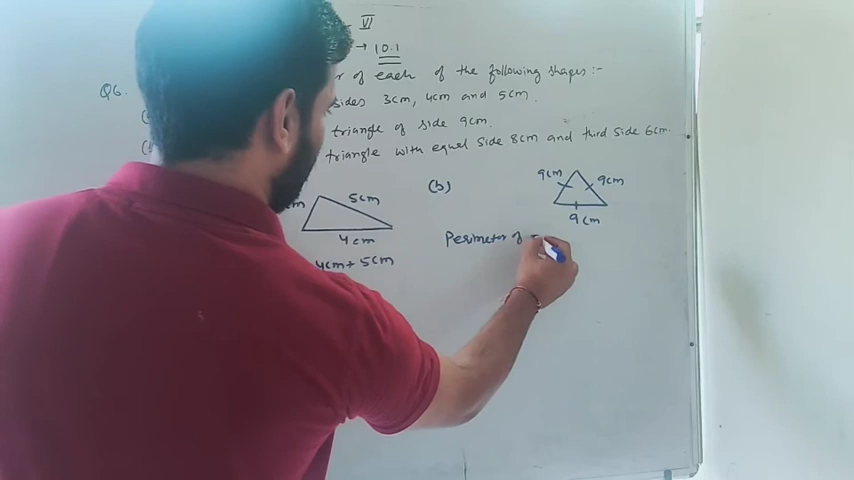 VI
→ 10.1
Q6. r of each of the following shapes:-
sides 3cm, 4cm and 5cm.
triangle of side 9cm. =
triangle with equal side 8cm and third side 6cm.
cm 5cm
4cm
4cm + 5cm
(b)
9cm 9cm
9cm
Perimeter of